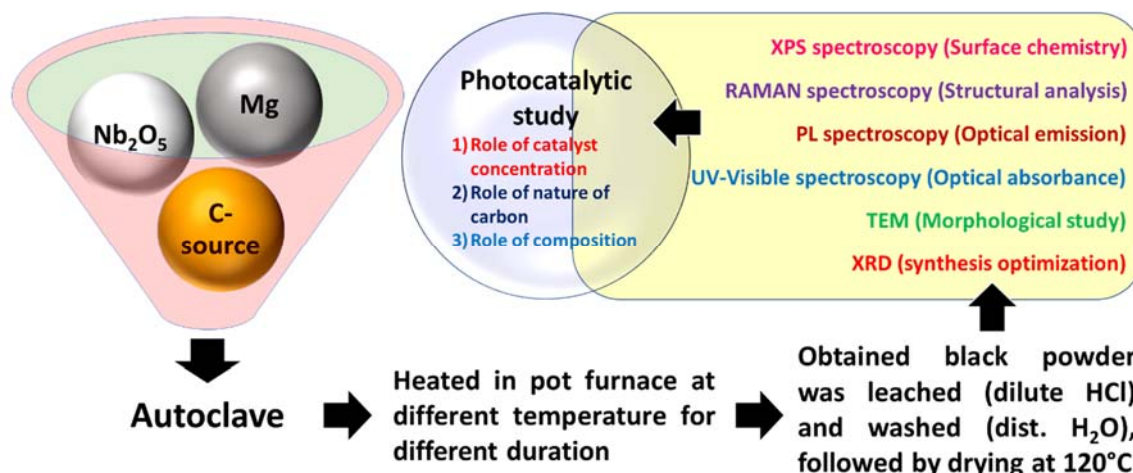 Nb₂O₅
Mg
C-
source
Autoclave
Heated in pot furnace at
different temperature for
different duration
Obtained black powder
was leached (dilute HCl)
and washed (dist. H₂O),
followed by drying at 120°C
XPS spectroscopy (Surface chemistry)
RAMAN spectroscopy (Structural analysis)
PL spectroscopy (Optical emission)
UV-Visible spectroscopy (Optical absorbance)
TEM (Morphological study)
XRD (synthesis optimization)
Photocatalytic
study
1) Role of catalyst
concentration
2) Role of nature of
carbon
3) Role of composition